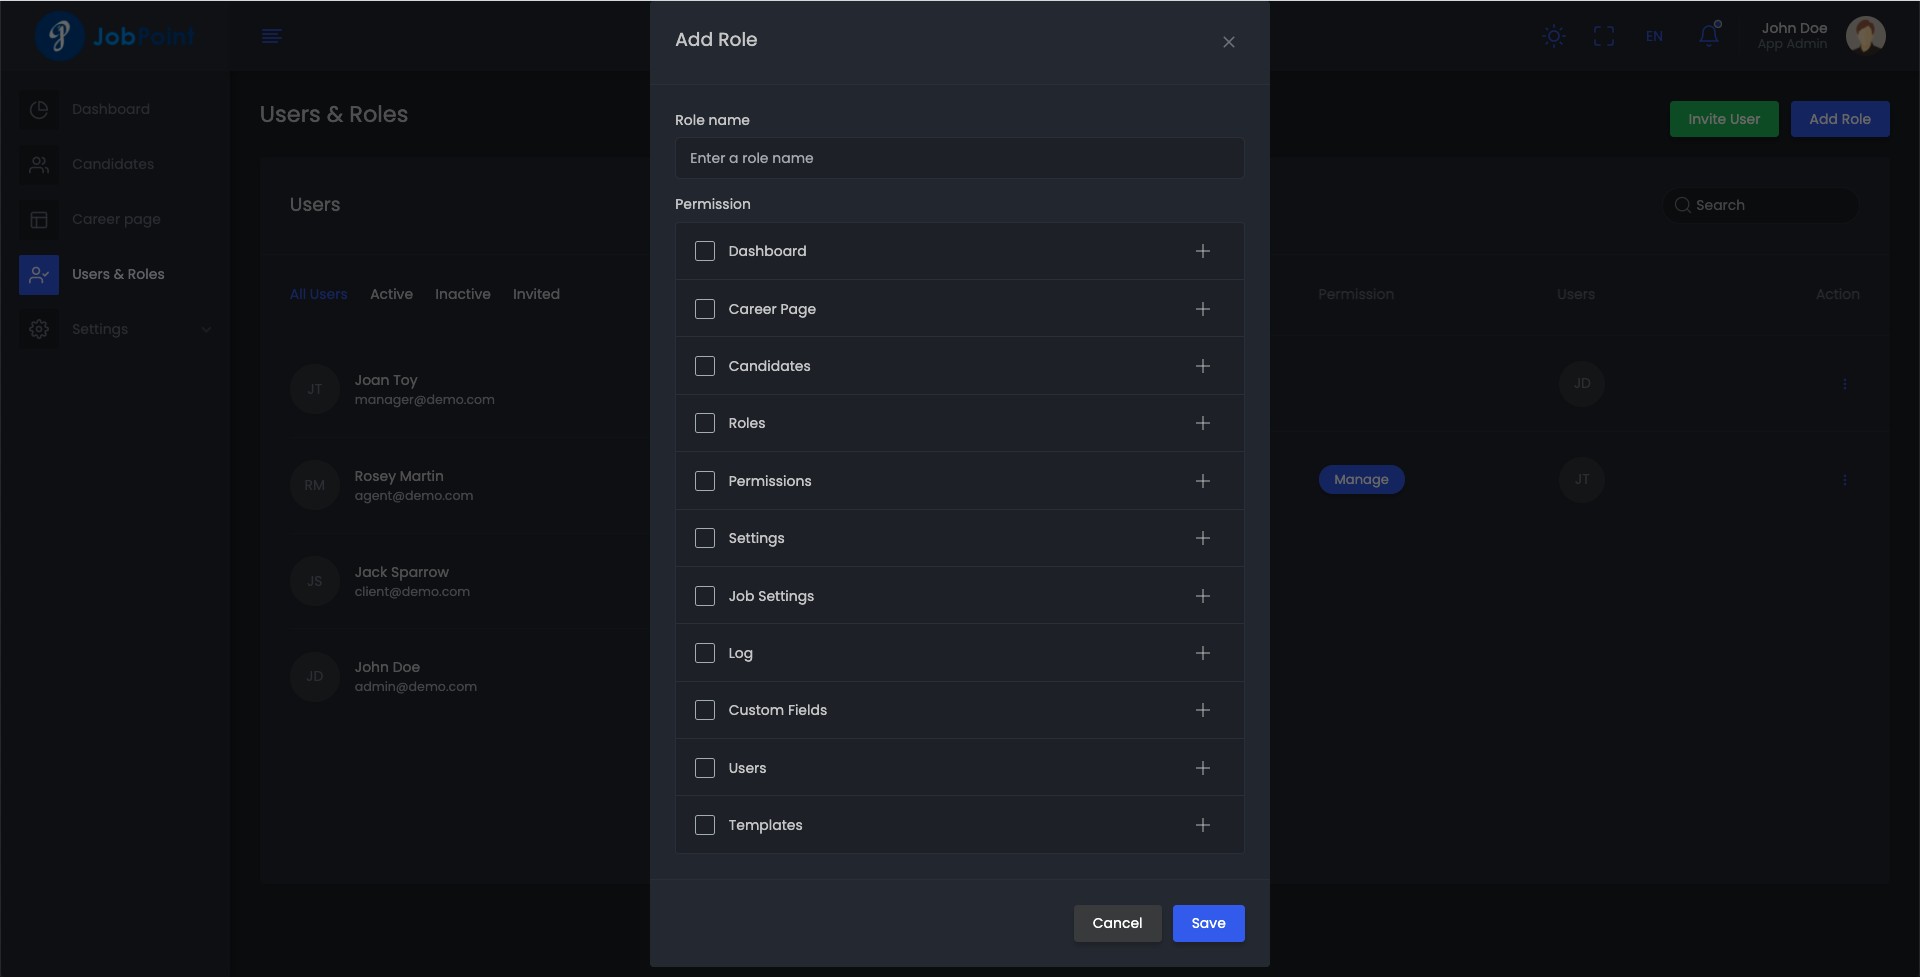 JobPoint
EN
John Doe
App Admin
Dashboard
Candidates
Career page
Users & Roles
Settings
Users & Roles
Invite User
Add Role
Users
Search
All Users
Active
Inactive
Invited
JT
Joan Toy
manager@demo.com
RM
Rosey Martin
agent@demo.com
JS
Jack Sparrow
client@demo.com
JD
John Doe
admin@demo.com
Permission
Users
Action
JD
Manage
JT
Add Role
Role name
Enter a role name
Permission
Dashboard
Career Page
Candidates
Roles
Permissions
Settings
Job Settings
Log
Custom Fields
Users
Templates
Cancel
Save